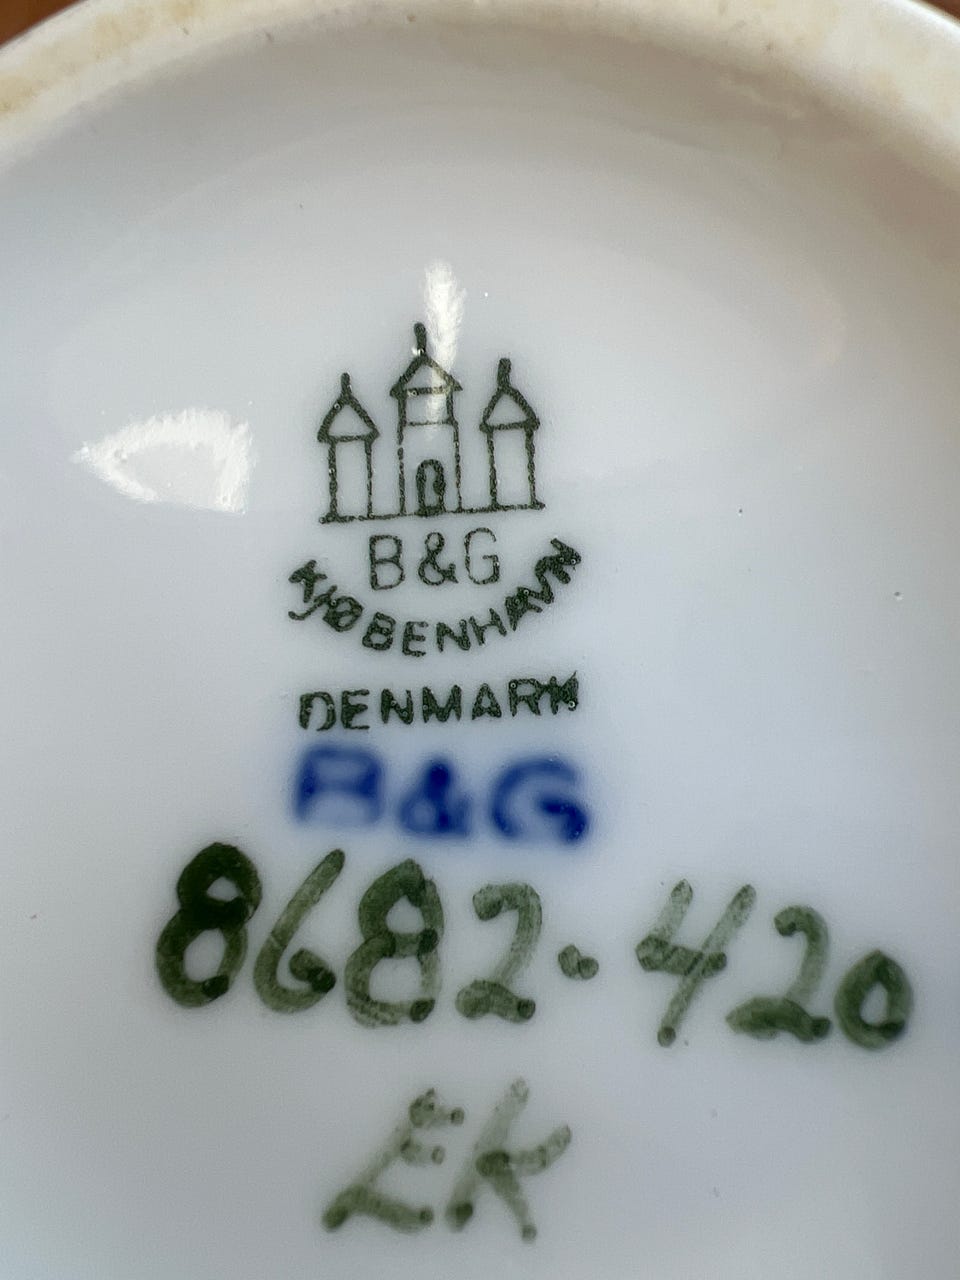 B&G
KJØBENHAVN
DENMARK
B&G
8682·420
EK